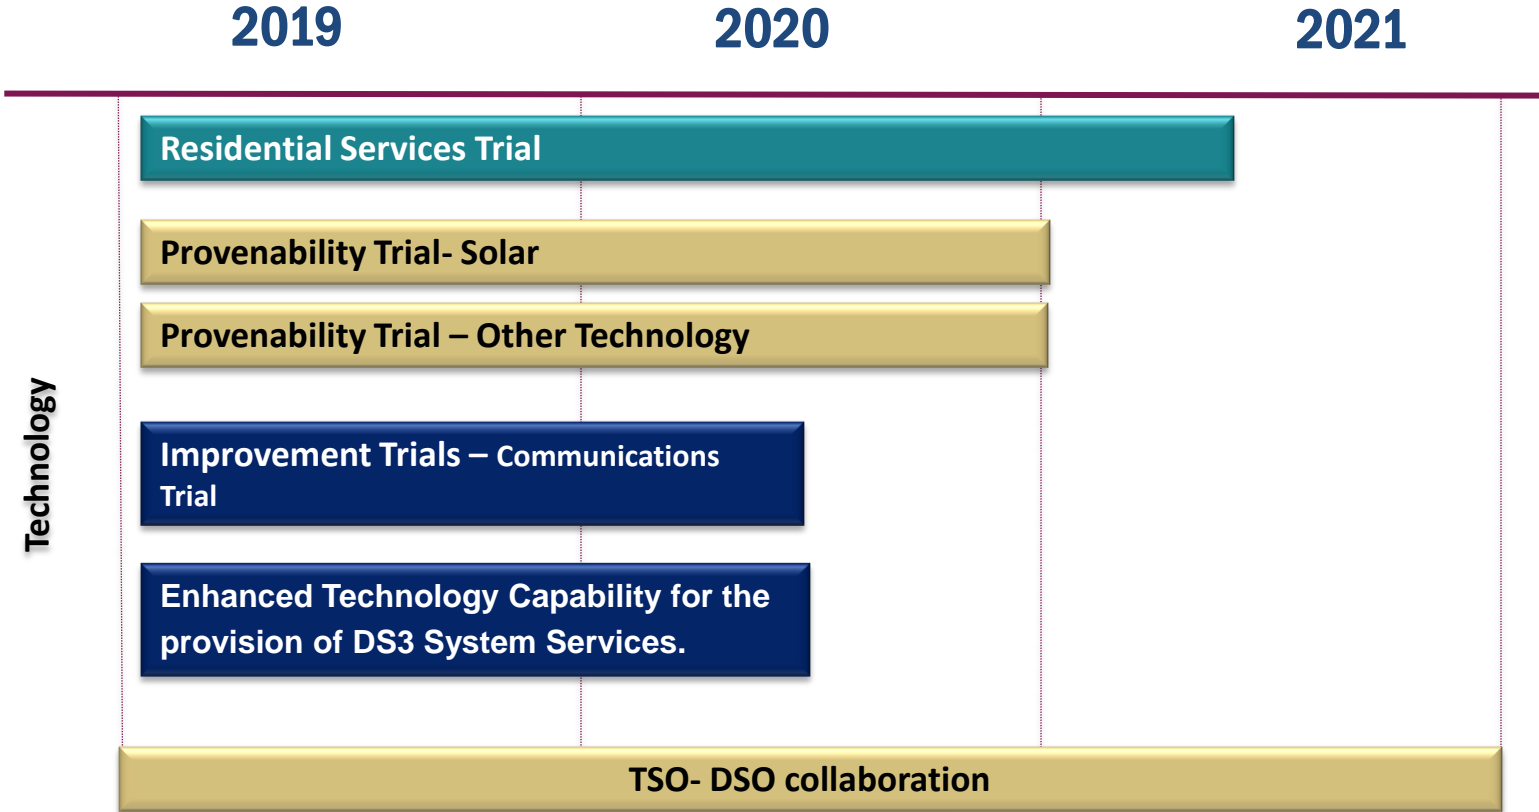 2019 2020 2021
Residential Services Trial
Provenability Trial- Solar
Provenability Trial – Other Technology
Technology
Improvement Trials – Communications
Trial
Enhanced Technology Capability for the
provision of DS3 System Services.
TSO- DSO collaboration